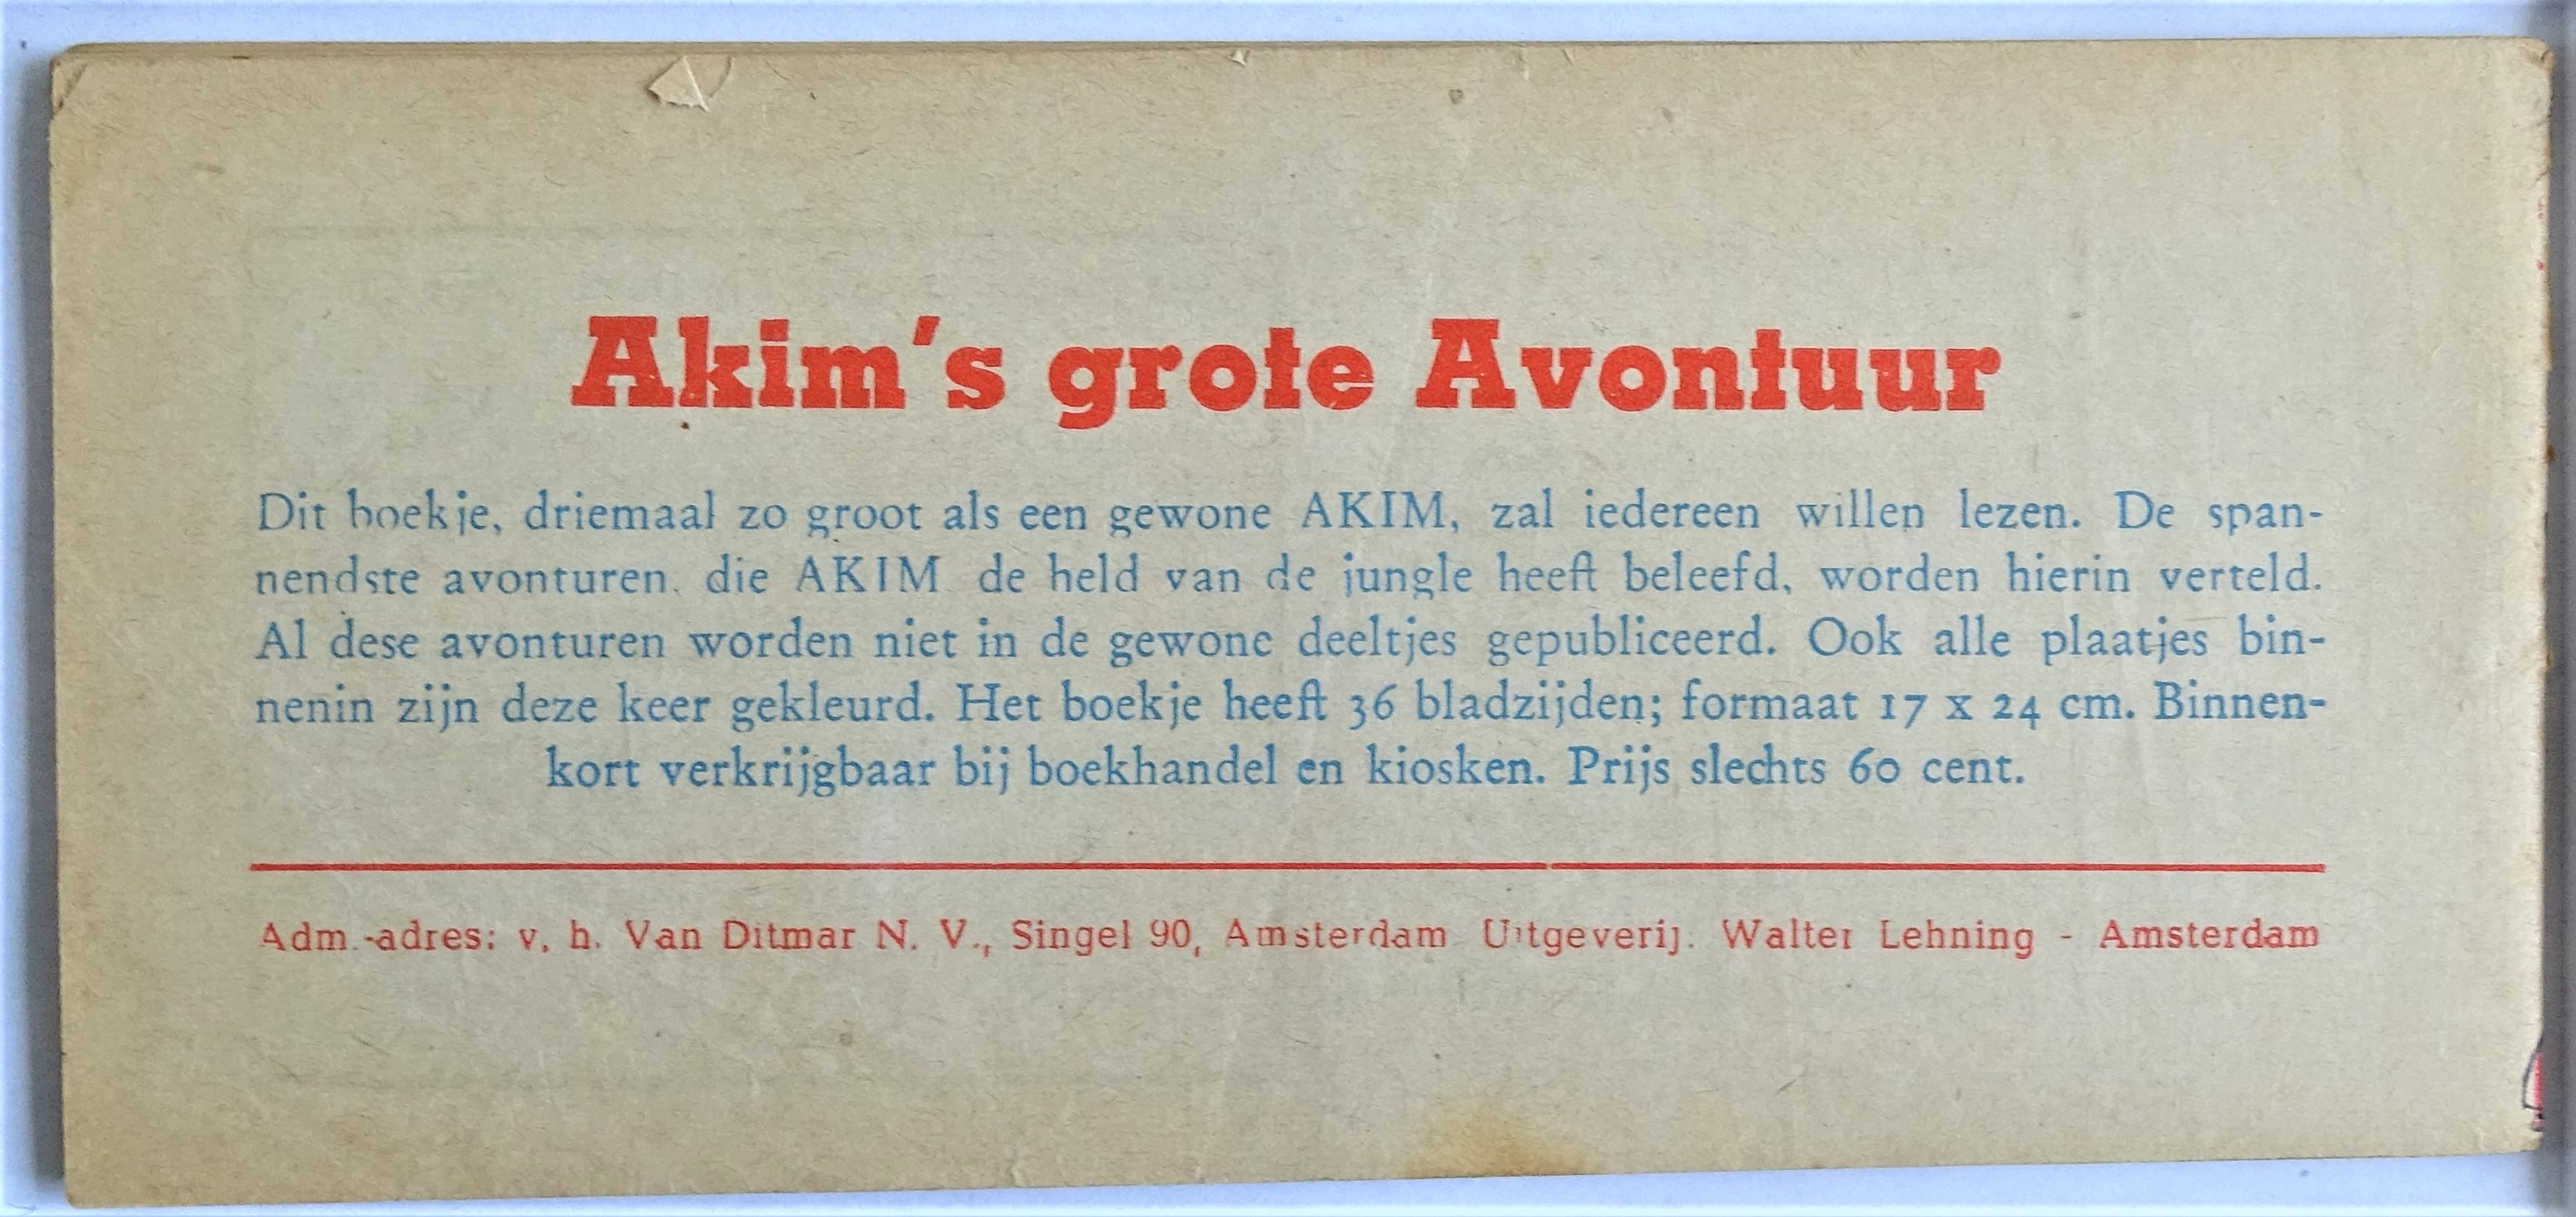 Akim's grote Avontuur
Dit boekje, driemaal zo groot als een gewone AKIM, zal iedereen willen lezen. De span-
nendste avonturen. die AKIM de held van de jungle heeft beleefd, worden hierin verteld.
Al dese avonturen worden niet in de gewone deeltjes gepubliceerd. Ook alle plaatjes bin-
nenin zijn deze keer gekleurd. Het boekje heeft 36 bladzijden; formaat 17 x 24 cm. Binnen-
kort verkrijgbaar bij boekhandel en kiosken. Prijs slechts 60 cent.
Adm.-adres: v. h. Van Ditmar N. V., Singel 90, Amsterdam Uitgeverij. Walter Lehning - Amsterdam